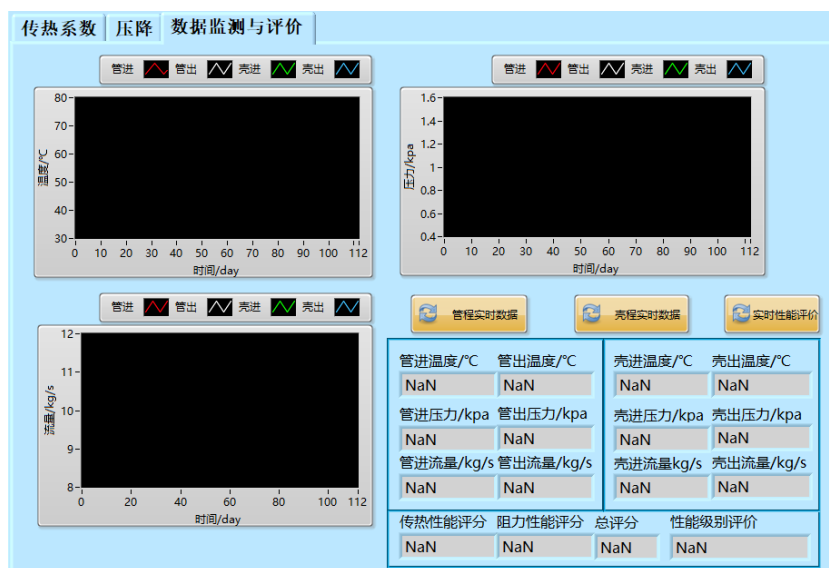 传热系数 压降 数据监测与评价
管进 管出 壳进 壳出
80
70
60
50
40
30
温度/℃
0 10 20 30 40 50 60 70 80 90 100 112
时间/day
管进 管出 壳进 壳出
1.6
1.4
1.2
1
0.8
0.6
0.4
压力/kpa
0 10 20 30 40 50 60 70 80 90 100 112
时间/day
管进 管出 壳进 壳出
12
11
10
9
8
流量/kg/s
0 20 40 60 80 100 112
时间/day
管程实时数据 壳程实时数据 实时性能评价
管进温度/℃ 管出温度/℃ 壳进温度/℃ 壳出温度/℃
NaN NaN NaN NaN
管进压力/kpa 管出压力/kpa 壳进压力/kpa 壳出压力/kpa
NaN NaN NaN NaN
管进流量/kg/s 管出流量/kg/s 壳进流量kg/s 壳出流量/kg/s
NaN NaN NaN NaN
传热性能评分 阻力性能评分 总评分 性能级别评价
NaN NaN NaN NaN